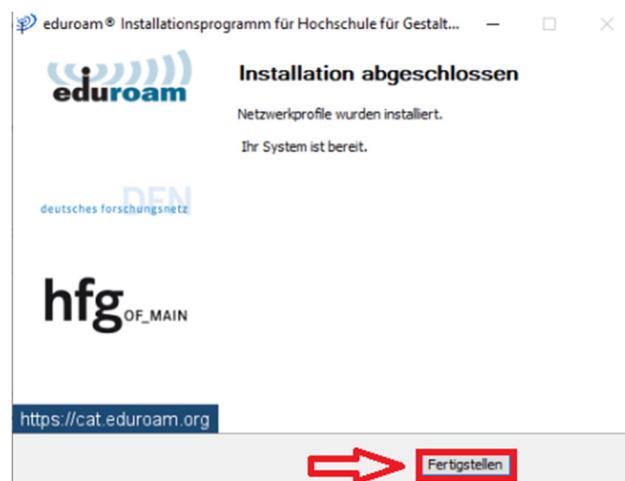 eduroam® Installationsprogramm für Hochschule für Gestalt...
eduroam
Installation abgeschlossen
Netzwerkprofile wurden installiert.
Ihr System ist bereit.
DFN
deutsches forschungsnetz
hfg OF_MAIN
https://cat.eduroam.org
Fertigstellen